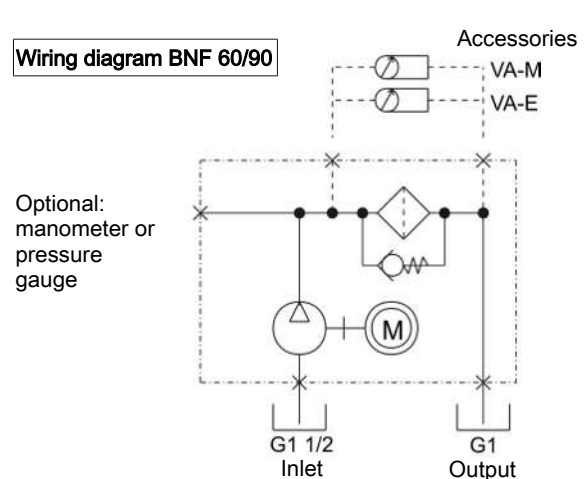 Wiring diagram BNF 60/90
Accessories
VA-M
VA-E
Optional:
manometer or
pressure
gauge
M
G1 1/2
Inlet
G1
Output